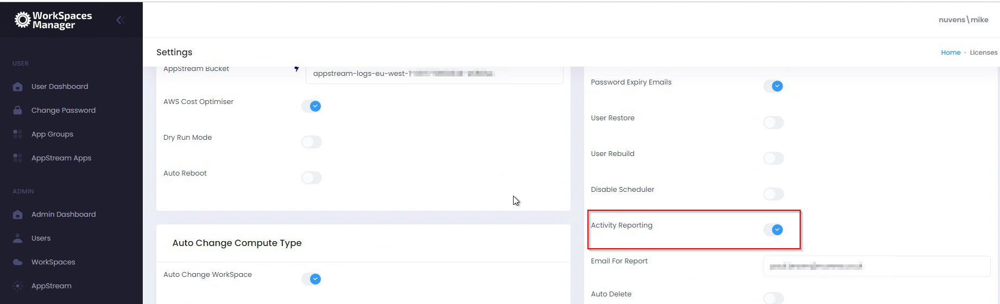 WorkSpaces
Manager
nuvens\mike
Settings
Home
Licenses
USER
User Dashboard
Change Password
App Groups
AppStream Apps
ADMIN
Admin Dashboard
Users
WorkSpaces
AppStream
AppStream Bucket
appstream-logs-eu-west-1
AWS Cost Optimiser
Dry Run Mode
Auto Reboot
Auto Change Compute Type
Auto Change WorkSpace
Password Expiry Emails
User Restore
User Rebuild
Disable Scheduler
Activity Reporting
Email For Report
Auto Delete